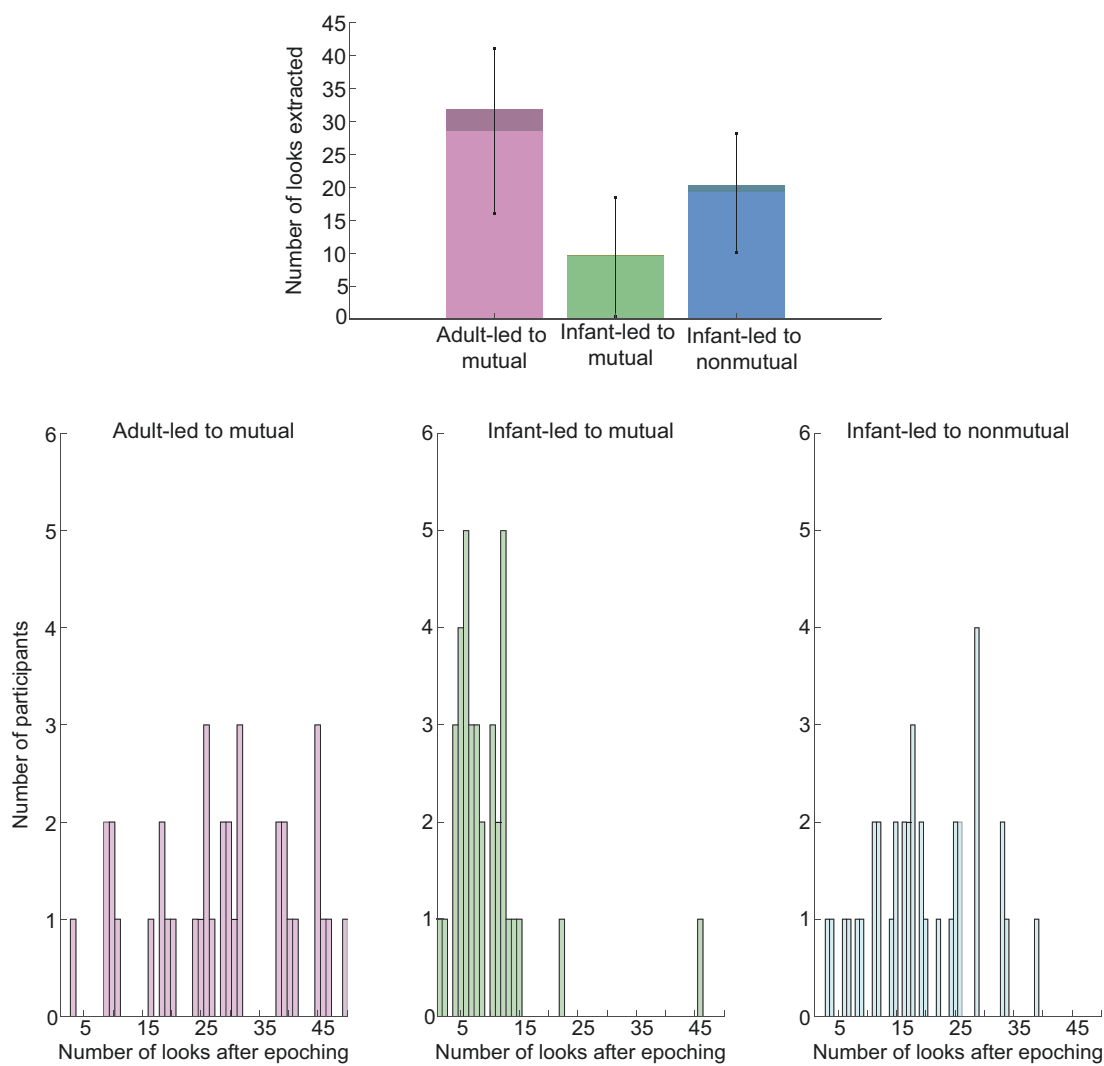 Number of looks extracted
45
40
35
30
25
20
15
10
5
0
Adult-led to
mutual
Infant-led to
mutual
Infant-led to
nonmutual
Number of participants
Adult-led to mutual
6
5
4
3
2
1
0
5 15 25 35 45
Number of looks after epoching
Infant-led to mutual
6
5
4
3
2
1
0
5 15 25 35 45
Number of looks after epoching
Infant-led to nonmutual
6
5
4
3
2
1
0
5 15 25 35 45
Number of looks after epoching